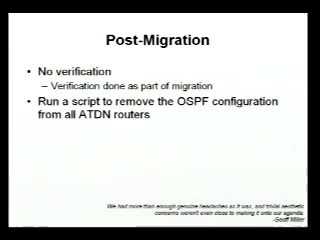 Post-Migration
• No verification
– Verification done as part of migration
• Run a script to remove the OSPF configuration
from all ATDN routers
We had more than enough genuine headaches as it was, and trivial aesthetic
concerns weren't even close to making it onto our agenda.
-Geoff Miller